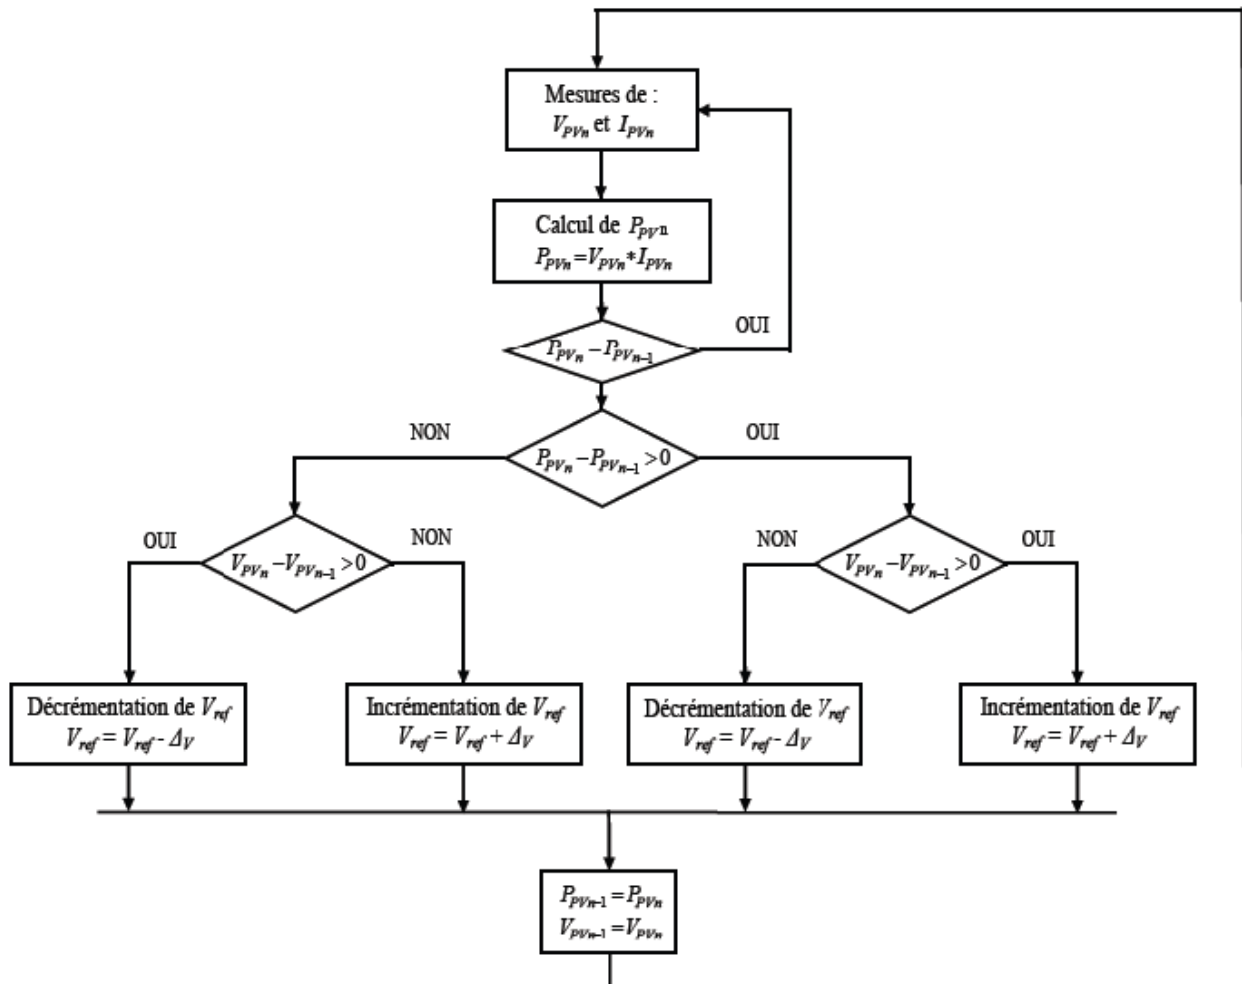 Mesures de :
V_PVn et I_PVn
Calcul de P_PVn
P_PVn=V_PVn*I_PVn
OUI
P_PVn–P_PVn–1
NON
OUI
P_PVn–P_PVn–1>0
OUI
NON
V_PVn–V_PVn–1>0
NON
OUI
V_PVn–V_PVn–1>0
Décrémentation de V_ref
V_ref = V_ref - Δ_V
Incrémentation de V_ref
V_ref = V_ref + Δ_V
Décrémentation de V_ref
V_ref = V_ref - Δ_V
Incrémentation de V_ref
V_ref = V_ref + Δ_V
P_PVn–1=P_PVn
V_PVn–1=V_PVn